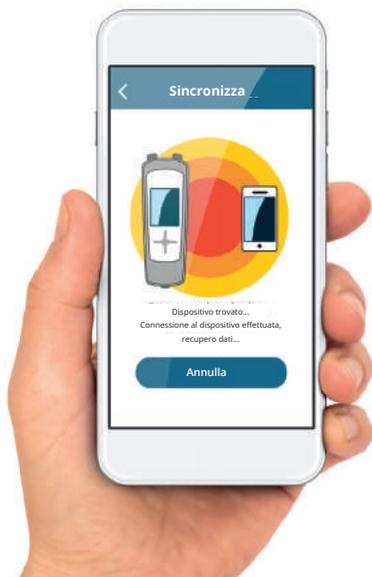 Sincronizza
Dispositivo trovato...
Connessione al dispositivo effettuata,
recupero dati...
Annulla